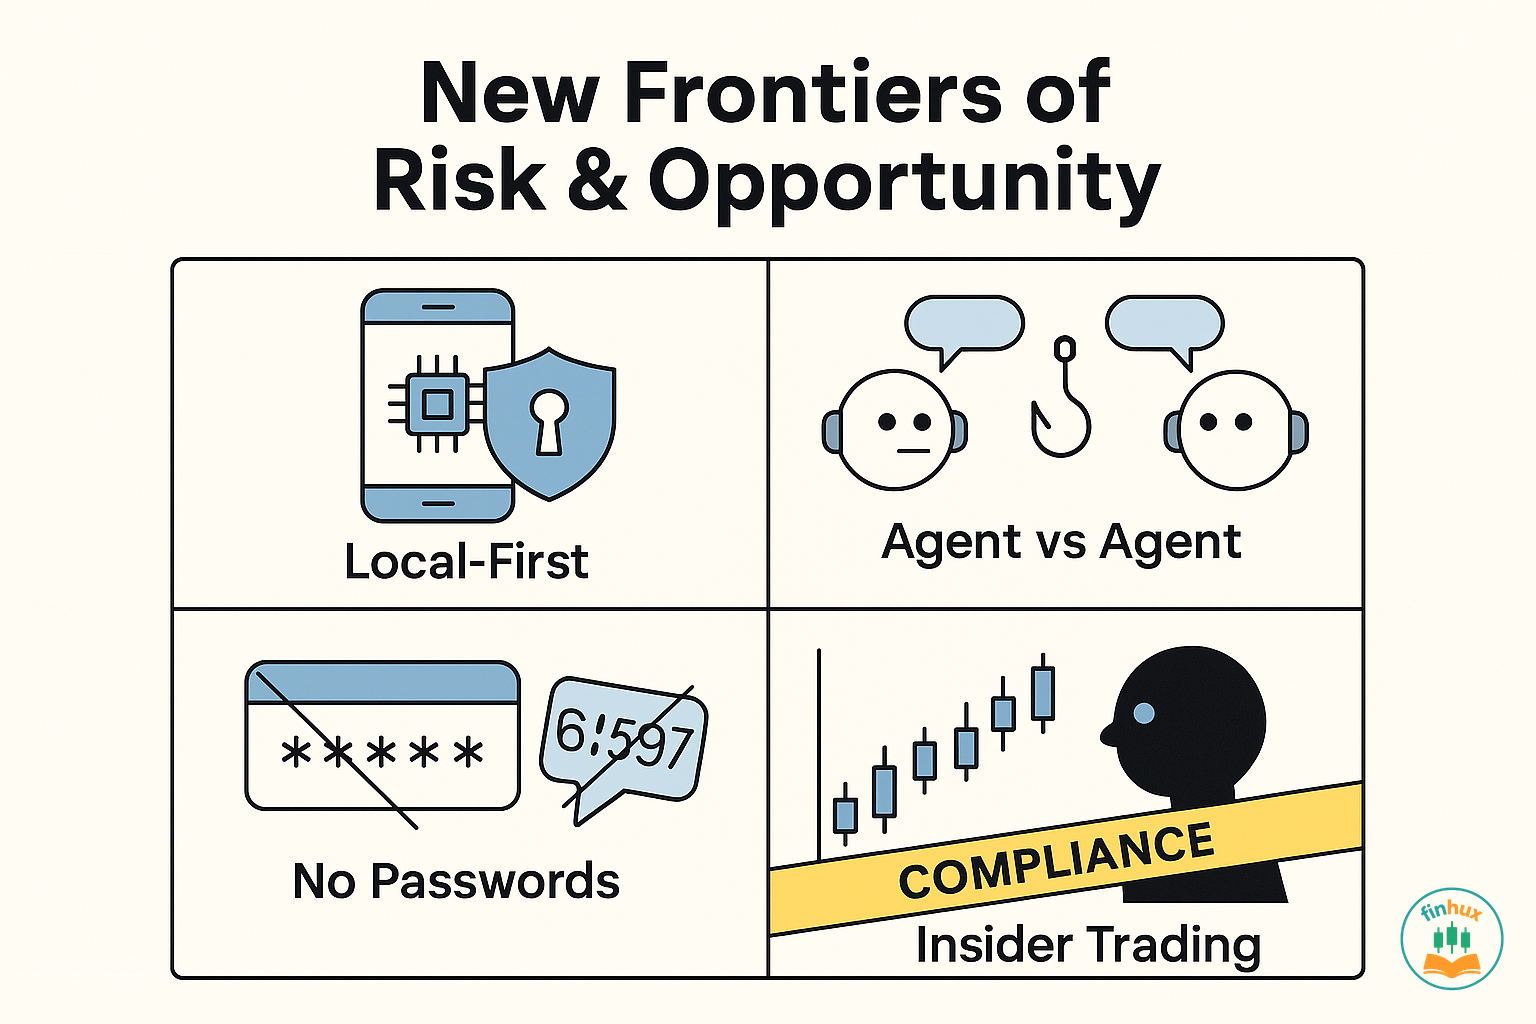 New Frontiers of
Risk & Opportunity
Local-First
Agent vs Agent
*****
6!597
No Passwords
COMPLIANCE
Insider Trading
finhux